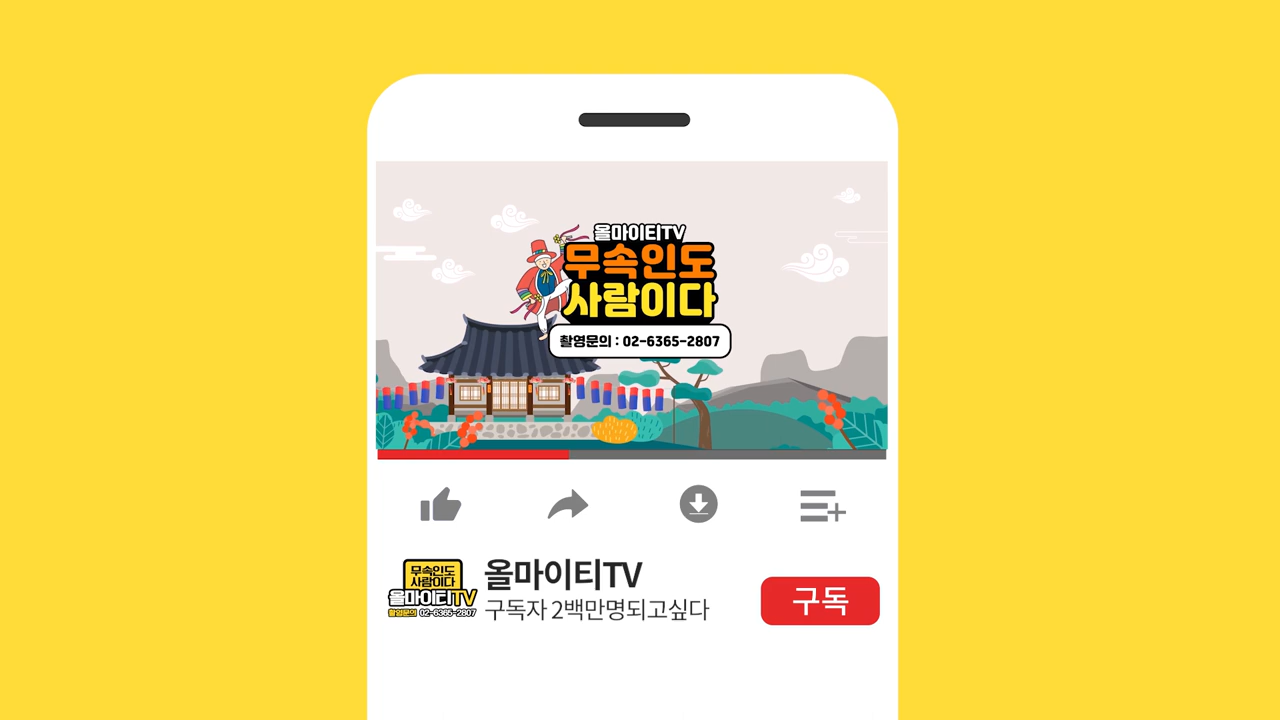 올마이티TV
무속인도
사람이다
촬영문의 : 02-6365-2807
무속인도
사람이다
올마이티TV
촬영문의 02-6365-2807
올마이티TV
구독자 2백만명되고싶다
구독